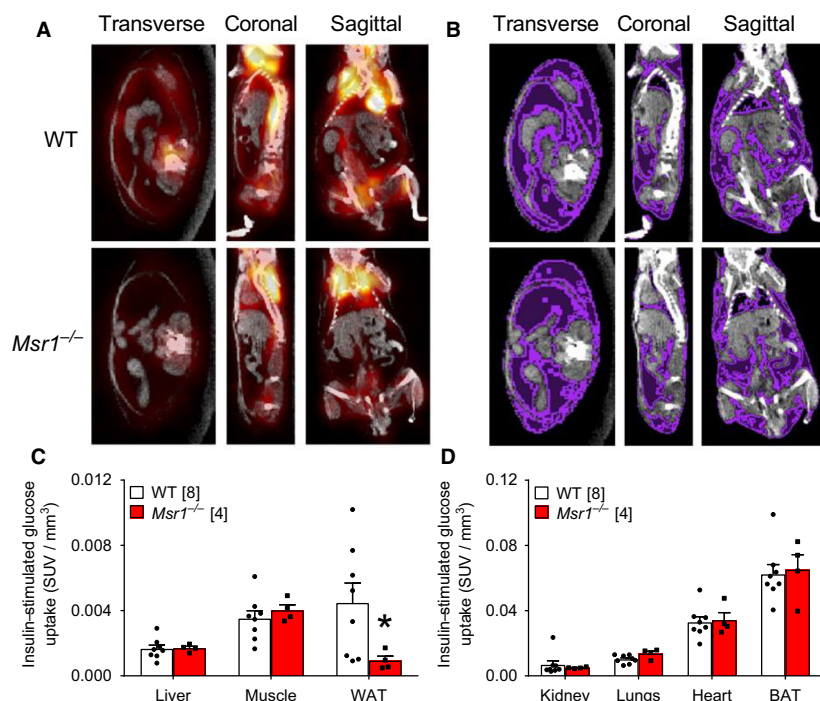 A Transverse Coronal Sagittal
WT
Msr1–/–
B Transverse Coronal Sagittal
C
Insulin-stimulated glucose
uptake (SUV / mm3)
0.012
0.008
0.004
0.000
WT [8]
Msr1–/– [4]
*
Liver Muscle WAT
D
Insulin-stimulated glucose
uptake (SUV / mm3)
0.12
0.08
0.04
0.00
WT [8]
Msr1–/– [4]
Kidney Lungs Heart BAT